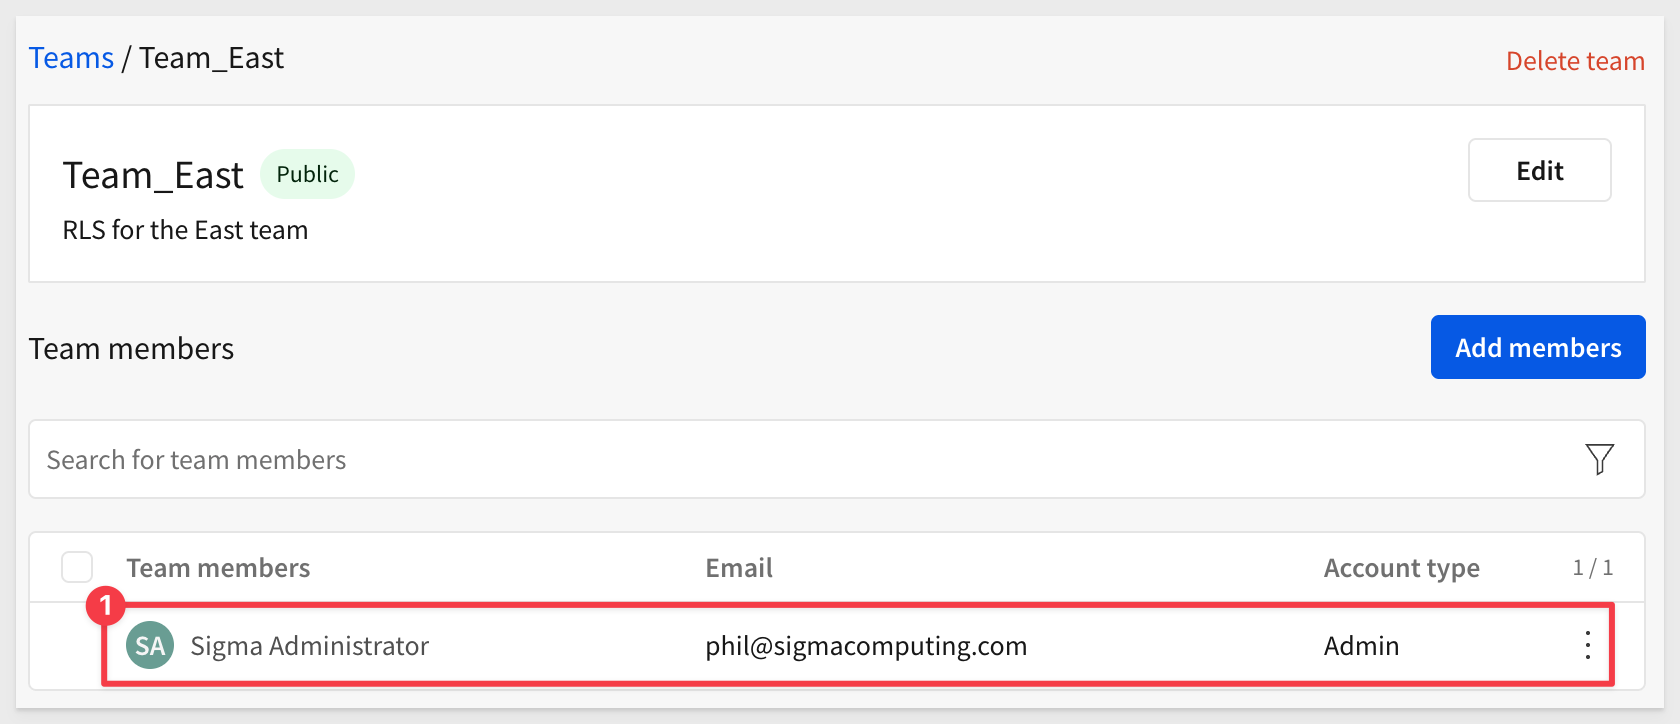 Teams / Team_East
Delete team
Team_East Public
Edit
RLS for the East team
Team members
Add members
Search for team members
Team members Email Account type 1 / 1
1
SA Sigma Administrator phil@sigmacomputing.com Admin